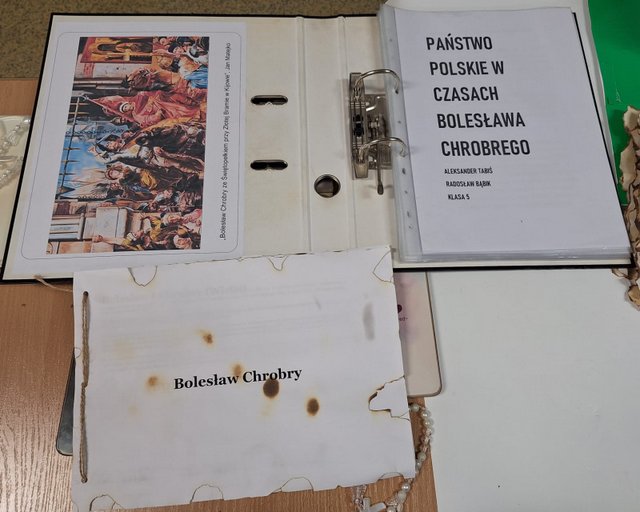 PAŃSTWO
POLSKIE W
CZASACH
BOLESŁAWA
CHROBREGO
ALEKSANDER TABIŚ
RADOSŁAW BĄBIK
KLASA 5
„Bolesław Chrobry ze Świętopełkiem przy Złotej Bramie w Kijowie”, Jan Matejko
Bolesław Chrobry